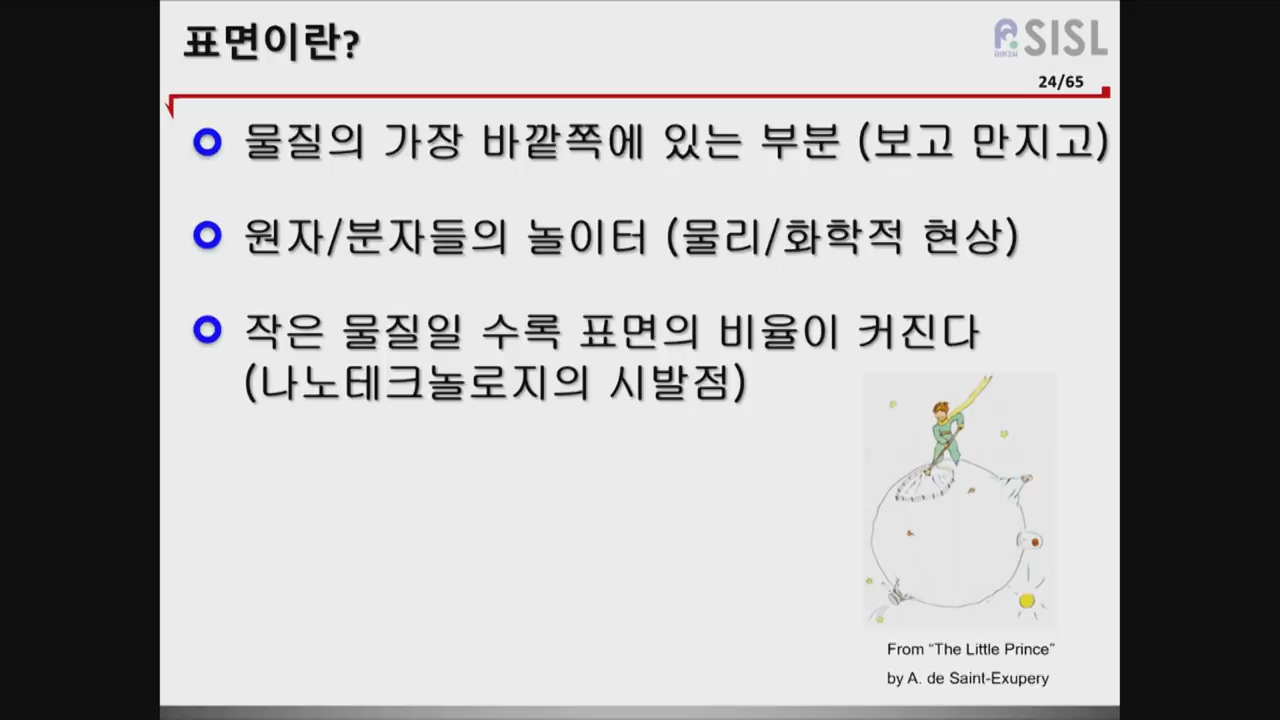 표면이란?
SISL
RIKEN
24/65
물질의 가장 바깥쪽에 있는 부분 (보고 만지고)
원자/분자들의 놀이터 (물리/화학적 현상)
작은 물질일 수록 표면의 비율이 커진다
(나노테크놀로지의 시발점)
From “The Little Prince”
by A. de Saint-Exupery